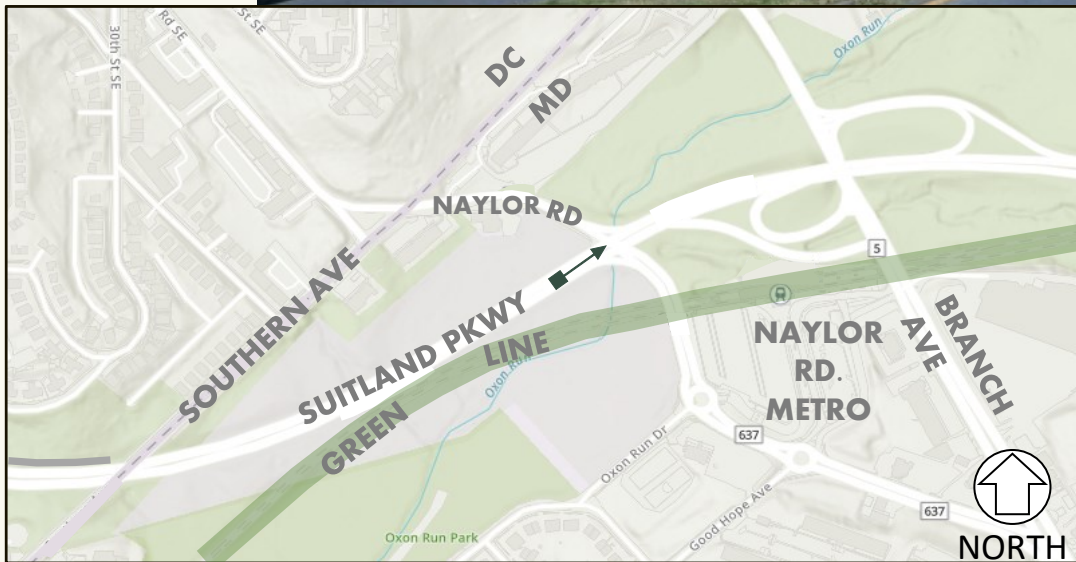 30th St SE
Rd SE
St SE
DC
MD
Oxon Run
NAYLOR RD
SOUTHERN AVE
SUITLAND PKWY
GREEN LINE
Oxon Run
5
NAYLOR
RD.
METRO
BRANCH
AVE
637
Oxon Run Dr
Good Hope Ave
637
Oxon Run Park
NORTH